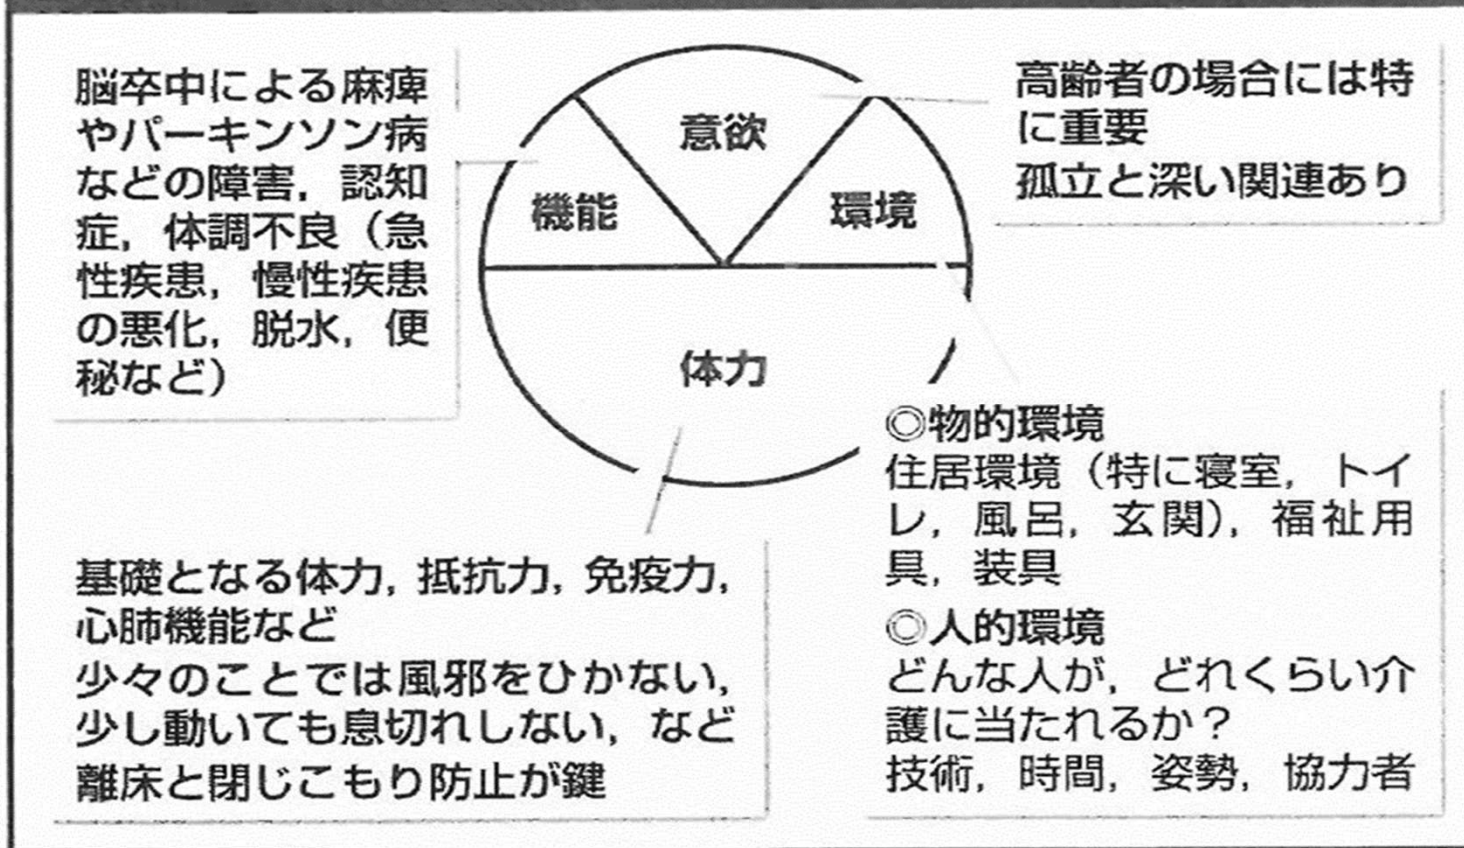 脳卒中による麻痺
やパーキンソン病
などの障害，認知
症，体調不良（急
性疾患，慢性疾患
の悪化，脱水，便
秘など）
意欲
機能
環境
体力
高齢者の場合には特
に重要
孤立と深い関連あり
基礎となる体力，抵抗力，免疫力，
心肺機能など
少々のことでは風邪をひかない，
少し動いても息切れしない，など
離床と閉じこもり防止が鍵
◎物的環境
住居環境（特に寝室，トイ
レ，風呂，玄関），福祉用
具，装具
◎人的環境
どんな人が，どれくらい介
護に当たれるか？
技術，時間，姿勢，協力者